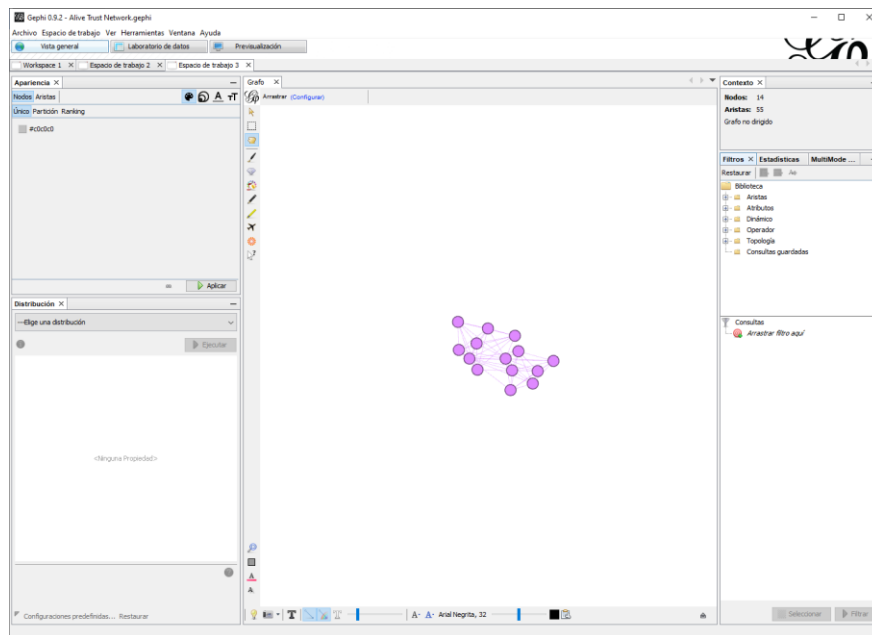 Gephi 0.9.2 - Alive Trust Network.gephi
Archivo Espacio de trabajo Ver Herramientas Ventana Ayuda
Vista general Laboratorio de datos Previsualización
Workspace 1 Espacio de trabajo 2 Espacio de trabajo 3
Apariencia
Nodos Aristas
Único Partición Ranking
#c0c0c0
Aplicar
Distribución
---Elige una distribución
Ejecutar
<Ninguna Propiedad>
Configuraciones predefinidas... Restaurar
Grafo
Arrastrar (Configurar)
A- A- Arial Negrita, 32
Contexto
Nodos: 14
Aristas: 55
Grafo no dirigido
Filtros Estadísticas MultiMode ...
Restaurar
Biblioteca
Aristas
Atributos
Dinámico
Operador
Topología
Consultas guardadas
Consultas
Arrastrar filtro aquí
Seleccionar Filtrar